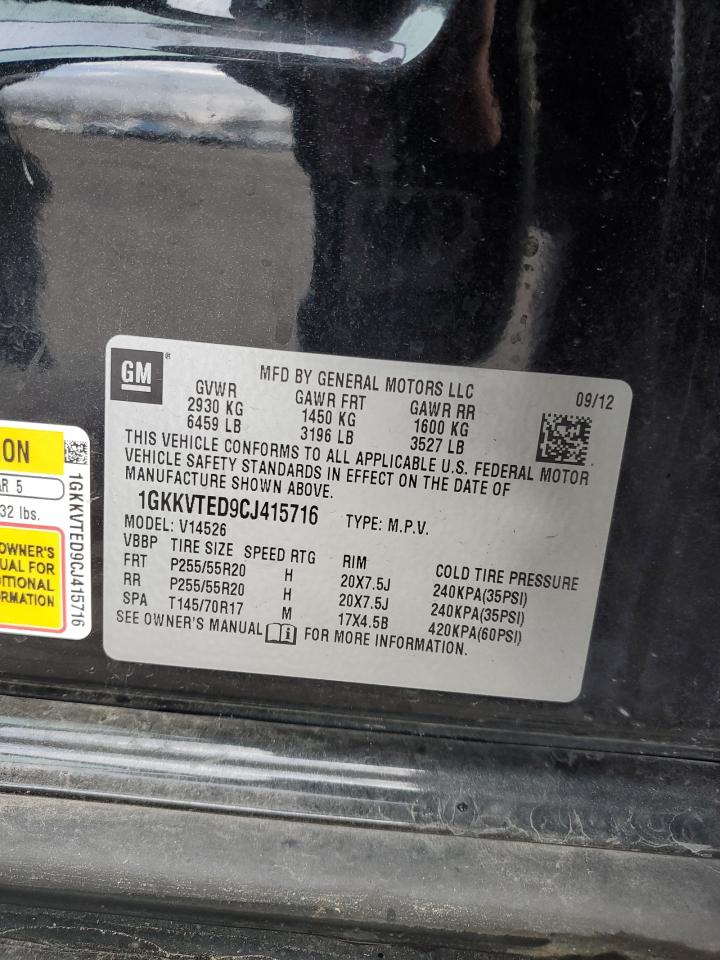 GM
MFD BY GENERAL MOTORS LLC
09/12
GVWR GAWR FRT GAWR RR
2930 KG 1450 KG 1600 KG
6459 LB 3196 LB 3527 LB
THIS VEHICLE CONFORMS TO ALL APPLICABLE U.S. FEDERAL MOTOR
VEHICLE SAFETY STANDARDS IN EFFECT ON THE DATE OF
MANUFACTURE SHOWN ABOVE.
1GKKVTED9CJ415716 TYPE: M.P.V.
MODEL: V14526
VBBP TIRE SIZE SPEED RTG RIM COLD TIRE PRESSURE
FRT P255/55R20 H 20X7.5J 240KPA(35PSI)
RR P255/55R20 H 20X7.5J 240KPA(35PSI)
SPA T145/70R17 M 17X4.5B 420KPA(60PSI)
SEE OWNER'S MANUAL FOR MORE INFORMATION.
ON
AR 5
32 lbs.
OWNER'S
UAL FOR
ITIONAL
RMATION
1GKKVTED9CJ415716